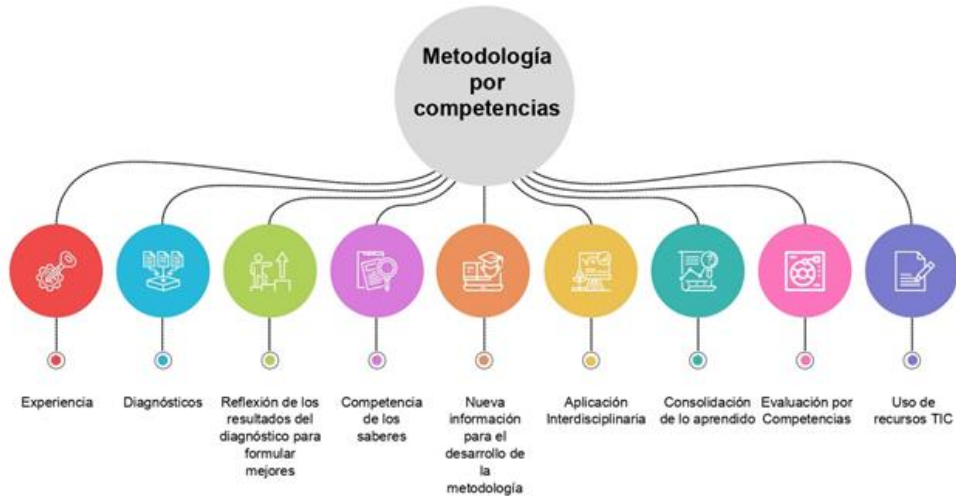 Metodología
por
competencias
Experiencia
Diagnósticos
Reflexión de los
resultados del
diagnóstico para
formular
mejores
Competencia
de los
saberes
Nueva
información
para el
desarrollo de
la
metodología
Aplicación
Interdisciplinaria
Consolidación
de lo aprendido
Evaluación por
Competencias
Uso de
recursos TIC